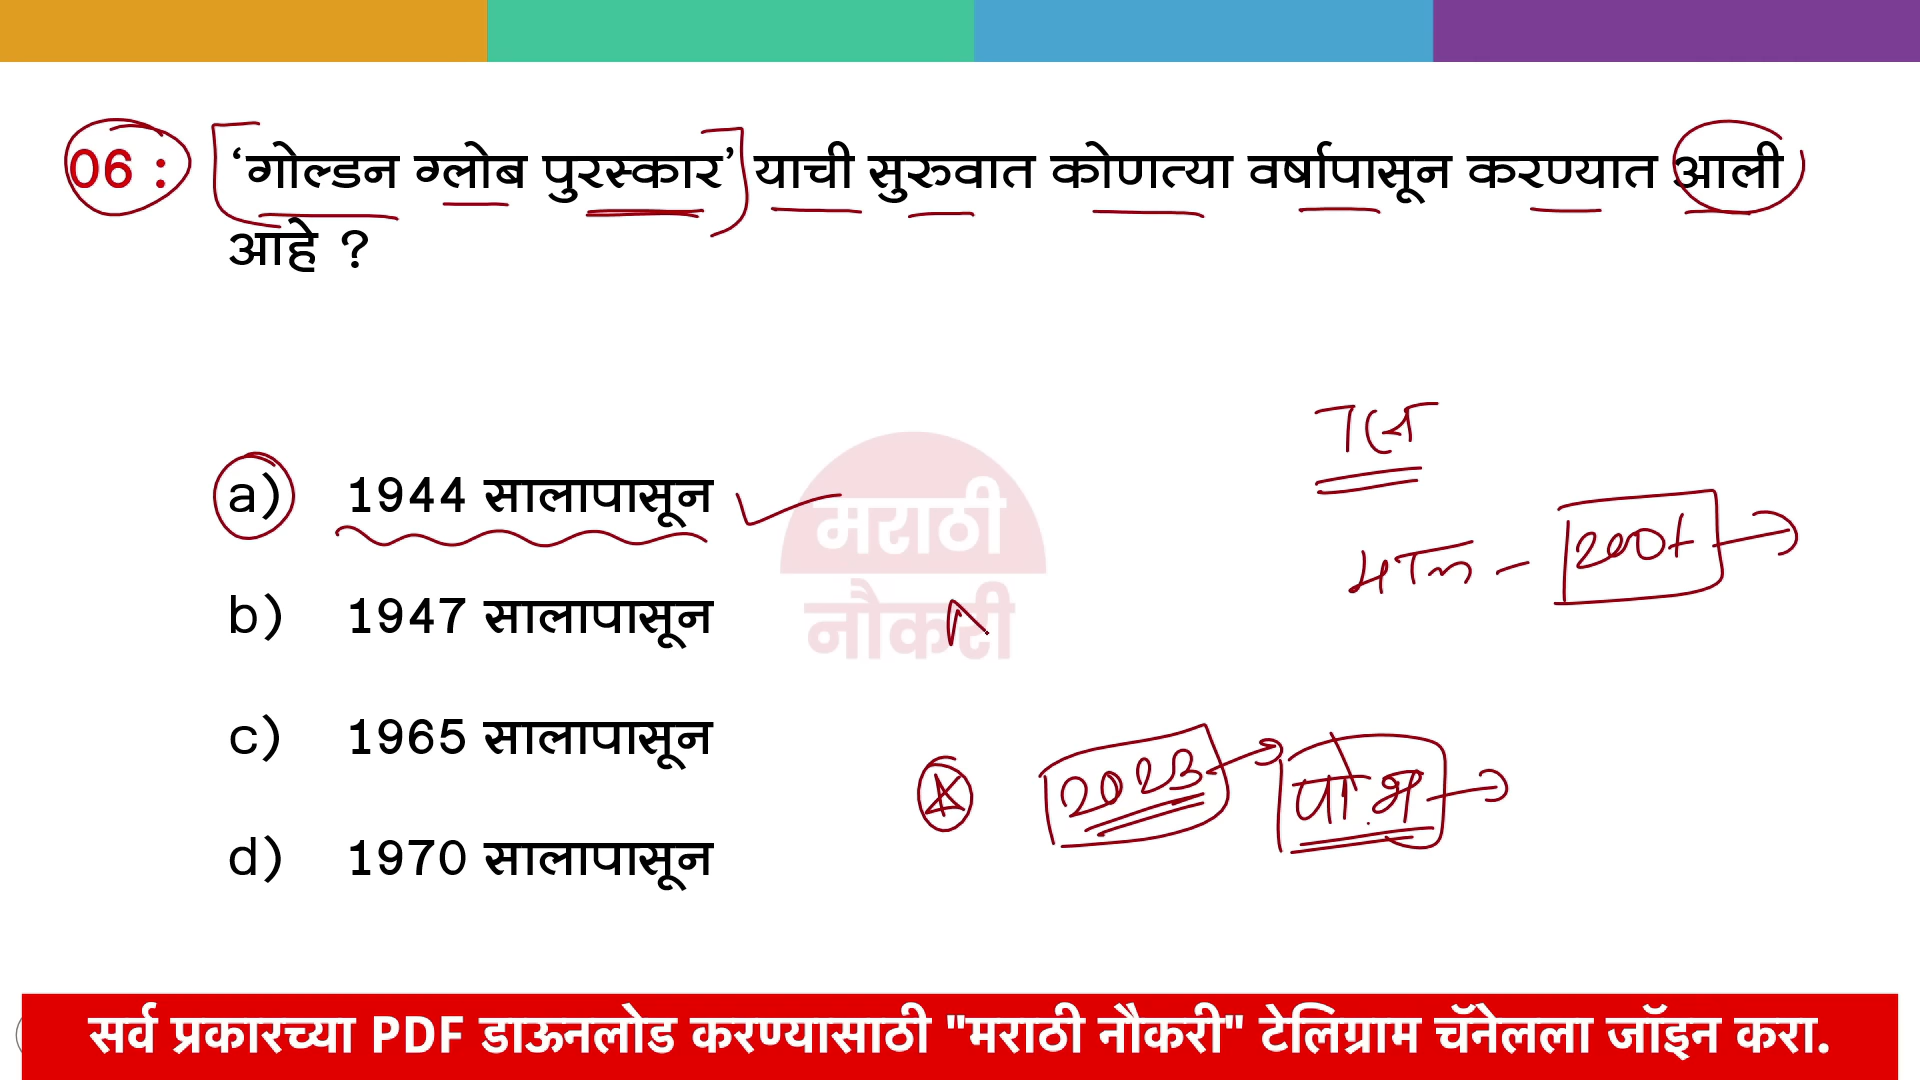 06 : ‘गोल्डन ग्लोब पुरस्कार’ याची सुरुवात कोणत्या वर्षापासून करण्यात आली
आहे ?
a) 1944 सालापासून
b) 1947 सालापासून
c) 1965 सालापासून
d) 1970 सालापासून
मराठी
नौकरी
200+
2023
सर्व प्रकारच्या PDF डाऊनलोड करण्यासाठी "मराठी नौकरी" टेलिग्राम चॅनेलला जॉइन करा.